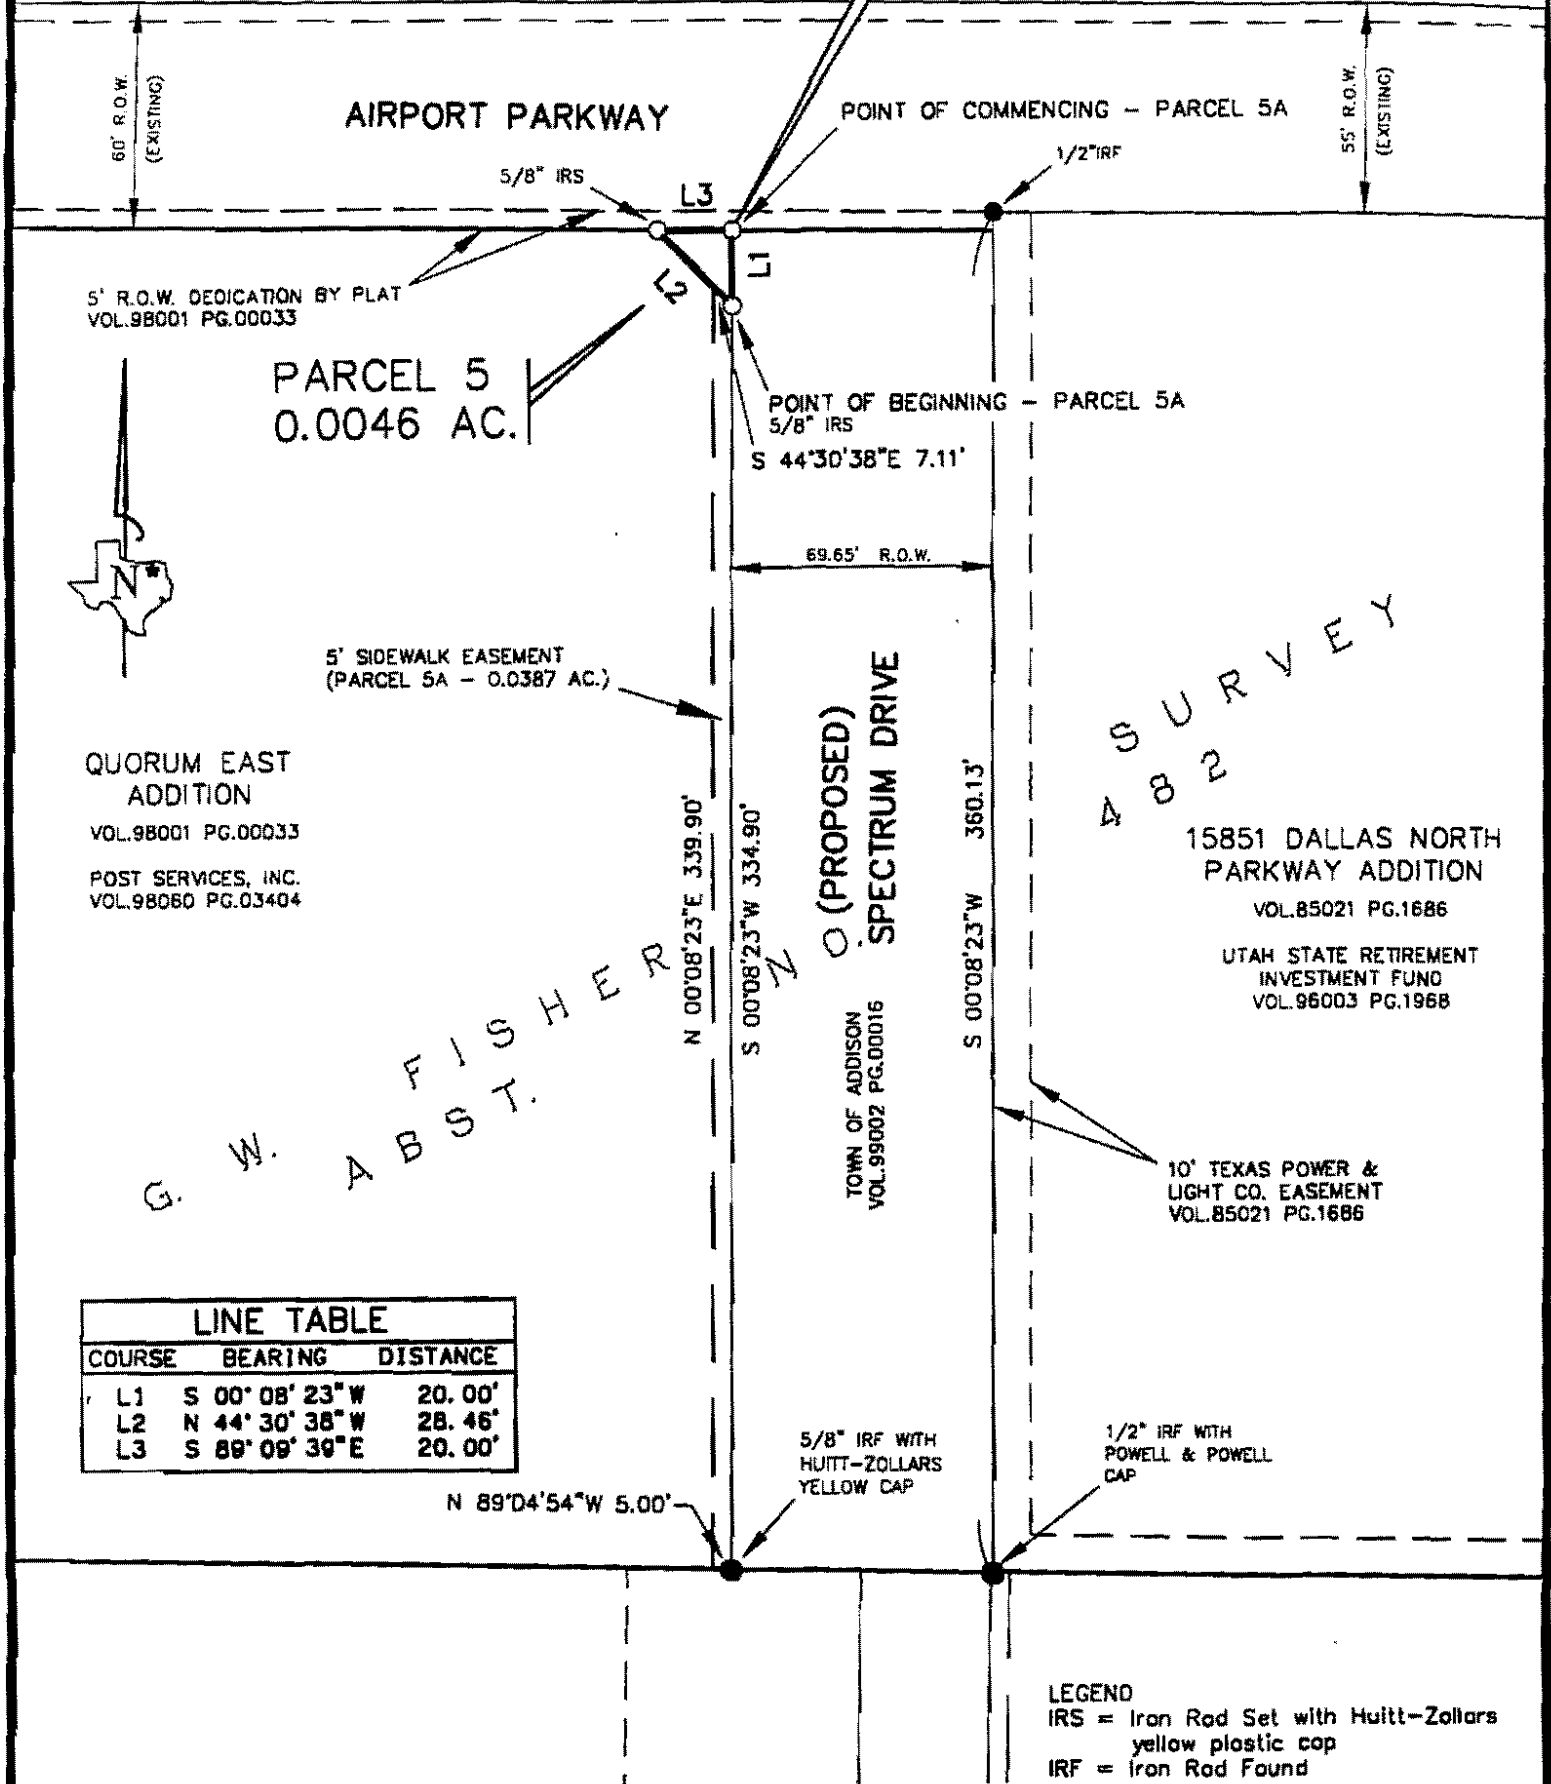 60' R.O.W.
(EXISTING)
AIRPORT PARKWAY
POINT OF COMMENCING - PARCEL 5A
55' R.O.W.
(EXISTING)
5/8" IRS
L3
1/2"IRF
L1
L2
5' R.O.W. DEDICATION BY PLAT
VOL.98001 PG.00033
PARCEL 5
0.0046 AC.
POINT OF BEGINNING - PARCEL 5A
5/8" IRS
S 44°30'38"E 7.11'
N
69.65' R.O.W.
5' SIDEWALK EASEMENT
(PARCEL 5A - 0.0387 AC.)
QUORUM EAST
ADDITION
VOL.98001 PG.00033
POST SERVICES, INC.
VOL.98060 PG.03404
N 00°08'23"E 339.90'
S 00°08'23"W 334.90'
(PROPOSED)
SPECTRUM DRIVE
TOWN OF ADDISON
VOL.99002 PG.00016
S 00°08'23"W 360.13'
G. W. FISHER SURVEY
ABST. NO. 482
15851 DALLAS NORTH
PARKWAY ADDITION
VOL.85021 PG.1686
UTAH STATE RETIREMENT
INVESTMENT FUND
VOL.96003 PG.1968
10' TEXAS POWER &
LIGHT CO. EASEMENT
VOL.85021 PG.1686
LINE TABLE
COURSE BEARING DISTANCE
L1 S 00° 08' 23" W 20.00'
L2 N 44° 30' 38" W 28.46'
L3 S 89° 09' 39" E 20.00'
N 89°04'54"W 5.00'
5/8" IRF WITH
HUITT-ZOLLARS
YELLOW CAP
1/2" IRF WITH
POWELL & POWELL
CAP
LEGEND
IRS = Iron Rod Set with Huitt-Zollars
yellow plastic cap
IRF = Iron Rod Found